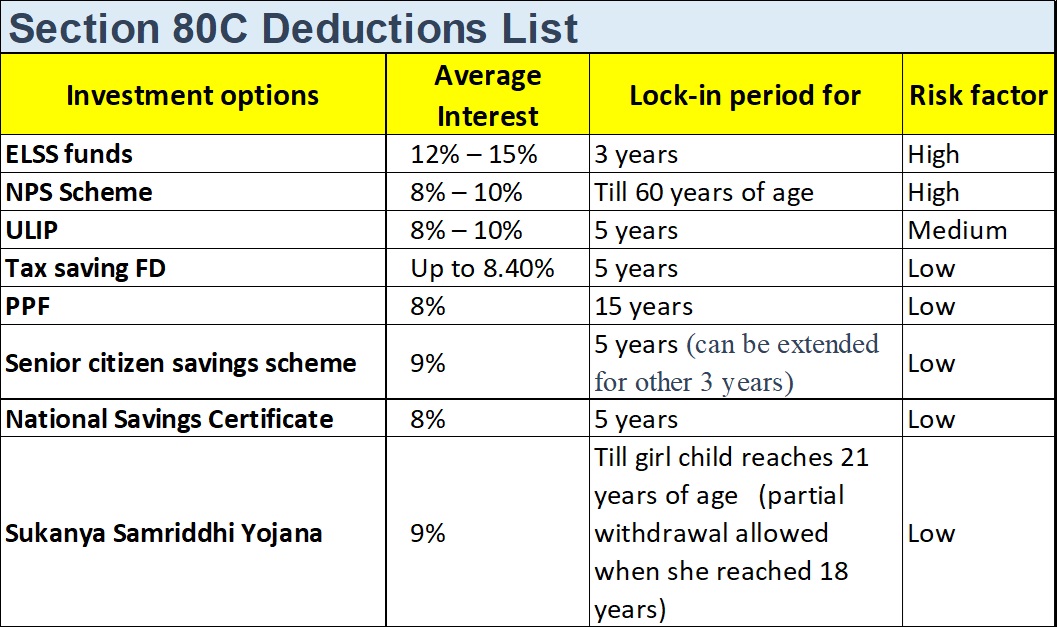 Section 80C Deductions List
Investment options
Average
Interest
Lock-in period for
Risk factor
ELSS funds
12% – 15%
3 years
High
NPS Scheme
8% – 10%
Till 60 years of age
High
ULIP
8% – 10%
5 years
Medium
Tax saving FD
Up to 8.40%
5 years
Low
PPF
8%
15 years
Low
Senior citizen savings scheme
9%
5 years (can be extended
for other 3 years)
Low
National Savings Certificate
8%
5 years
Low
Sukanya Samriddhi Yojana
9%
Till girl child reaches 21
years of age (partial
withdrawal allowed
when she reached 18
years)
Low